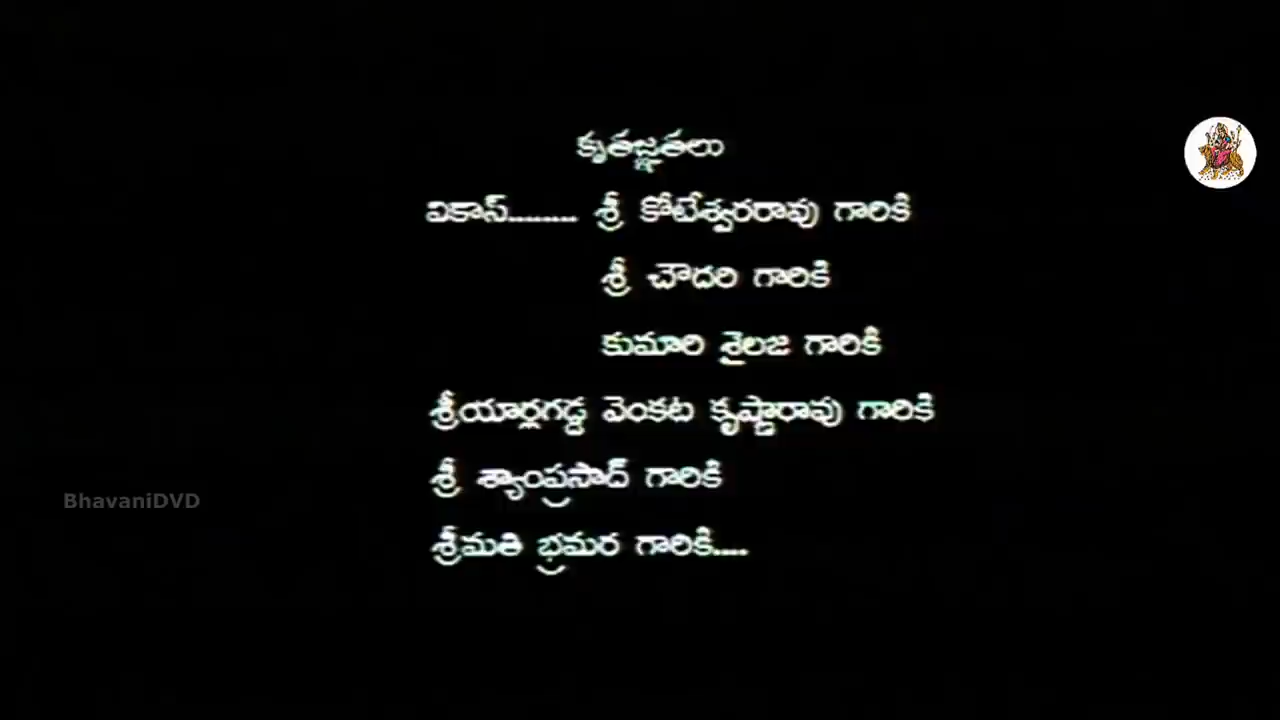 కృతజ్ఞతలు
వికాస్......... శ్రీ కోటేశ్వరరావు గారికి
శ్రీ చౌదరి గారికి
కుమారి శైలజ గారికి
శ్రీయార్లగడ్డ వెంకట కృష్ణారావు గారికి
శ్రీ శ్యాంప్రసాద్ గారికి
BhavaniDVD
శ్రీమతి భ్రమర గారికి....